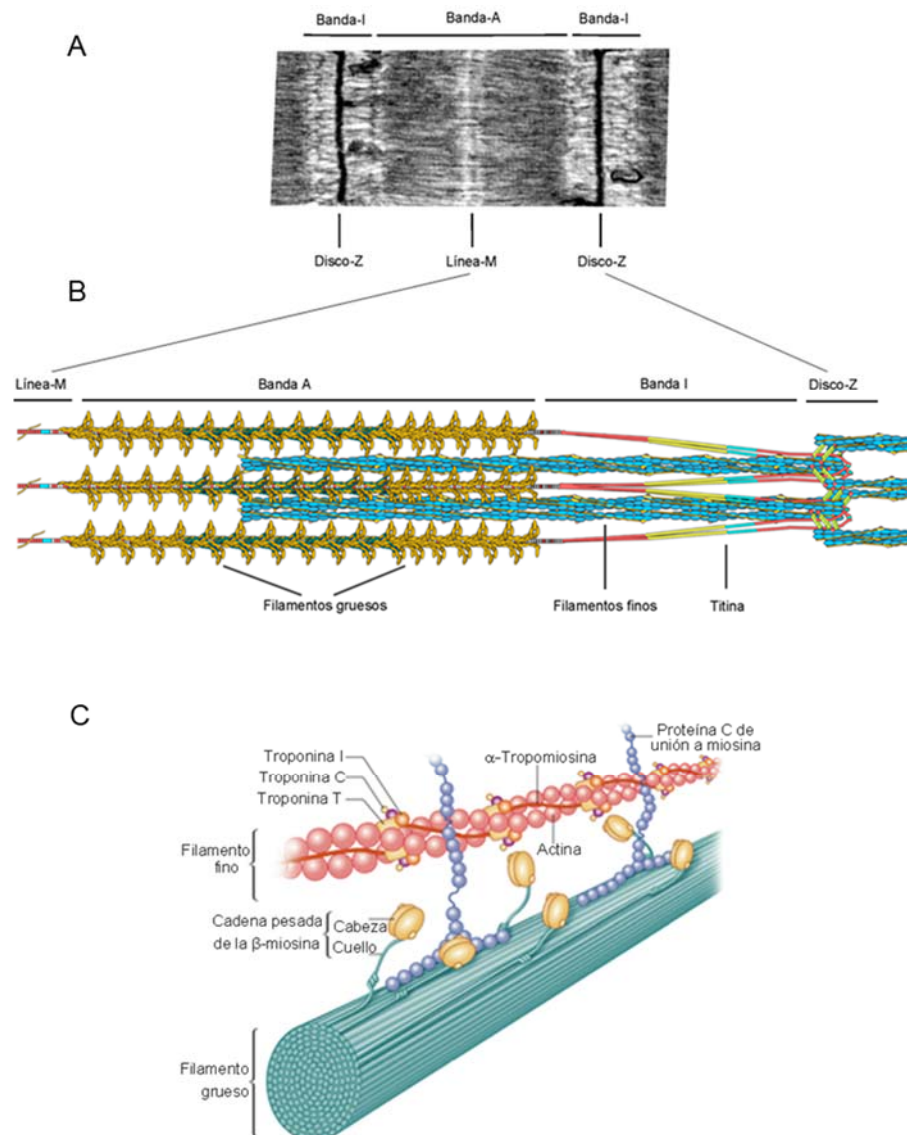 A
Banda-I
Banda-A
Banda-I
Disco-Z
Línea-M
Disco-Z
B
Línea-M
Banda A
Banda I
Disco-Z
Filamentos gruesos
Filamentos finos
Titina
C
Troponina I
Troponina C
Troponina T
α-Tropomiosina
Proteína C de
unión a miosina
Filamento
fino
Actina
Cadena pesada
de la β-miosina
Cabeza
Cuello
Filamento
grueso